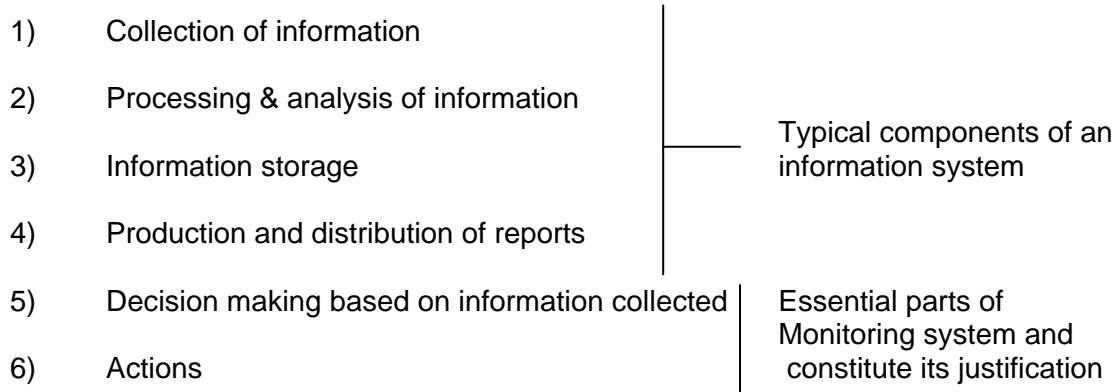 1) Collection of information
2) Processing & analysis of information
3) Information storage
4) Production and distribution of reports
Typical components of an
information system
5) Decision making based on information collected
6) Actions
Essential parts of
Monitoring system and
constitute its justification